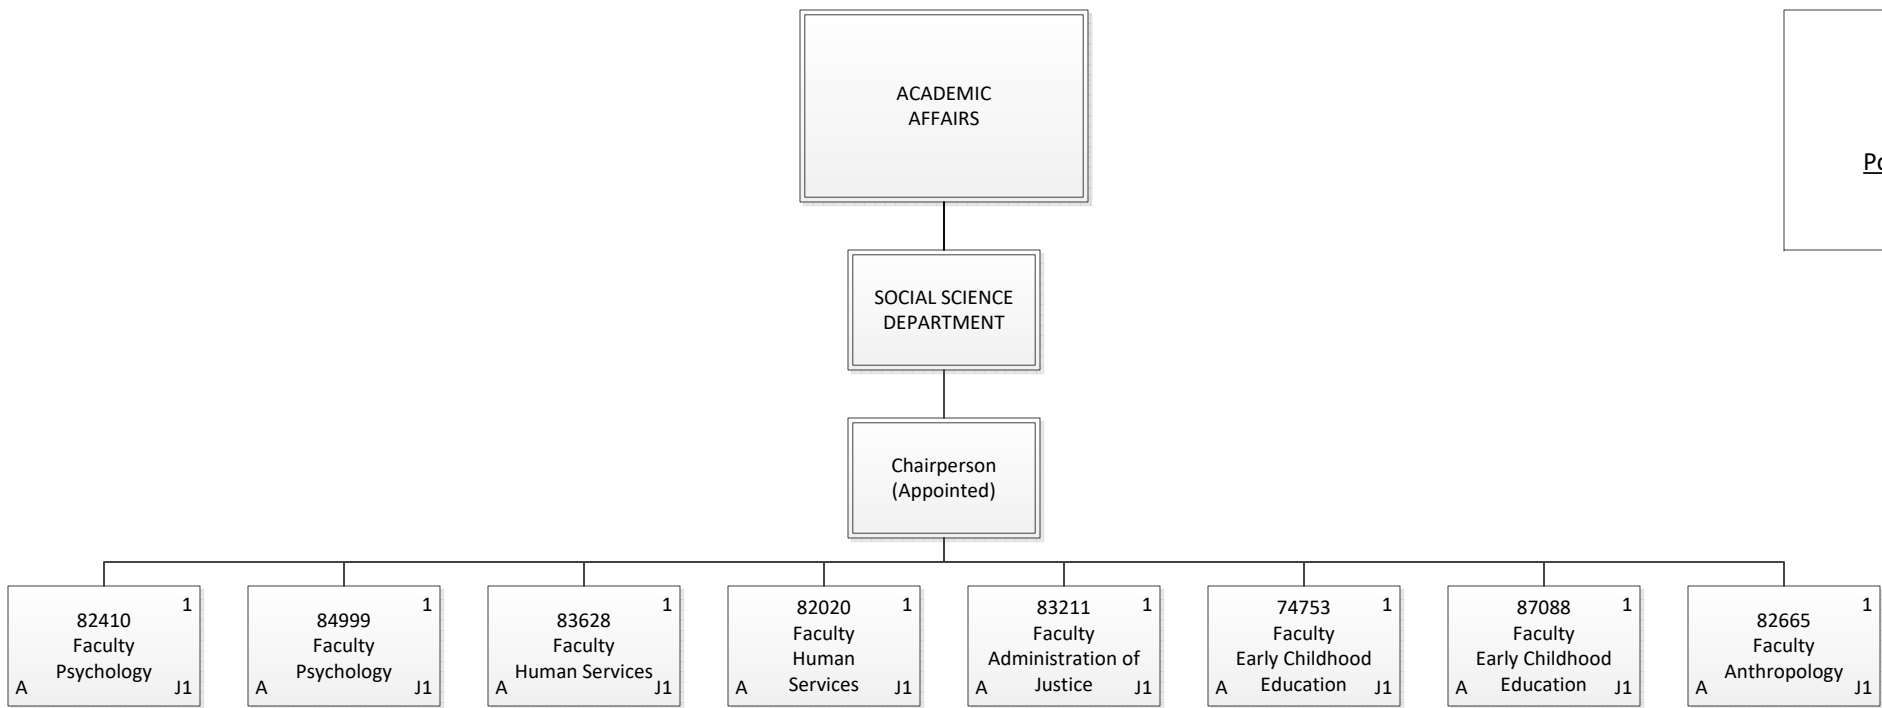 ACADEMIC
AFFAIRS
SOCIAL SCIENCE
DEPARTMENT
Chairperson
(Appointed)
1
82410
Faculty
Psychology
A
J1
1
84999
Faculty
Psychology
A
J1
1
83628
Faculty
Human Services
A
J1
1
82020
Faculty
Human
Services
A
J1
1
83211
Faculty
Administration of
Justice
A
J1
1
74753
Faculty
Early Childhood
Education
A
J1
1
87088
Faculty
Early Childhood
Education
A
J1
1
82665
Faculty
Anthropology
A
J1